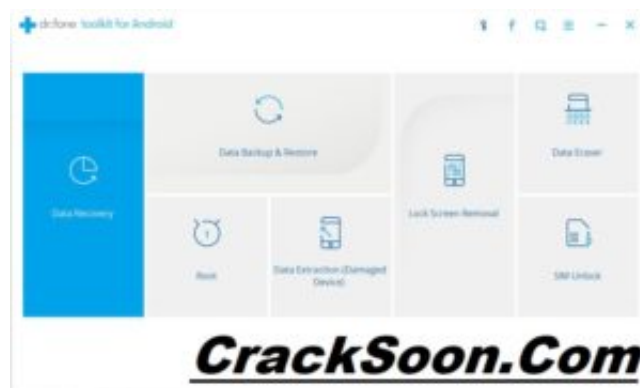 dr.fone toolkit for Android
Data Backup & Restore
Data Eraser
Data Recovery
Lock Screen Removal
Root
Data Extraction (Damaged
Device)
SIM Unlock
CrackSoon.Com